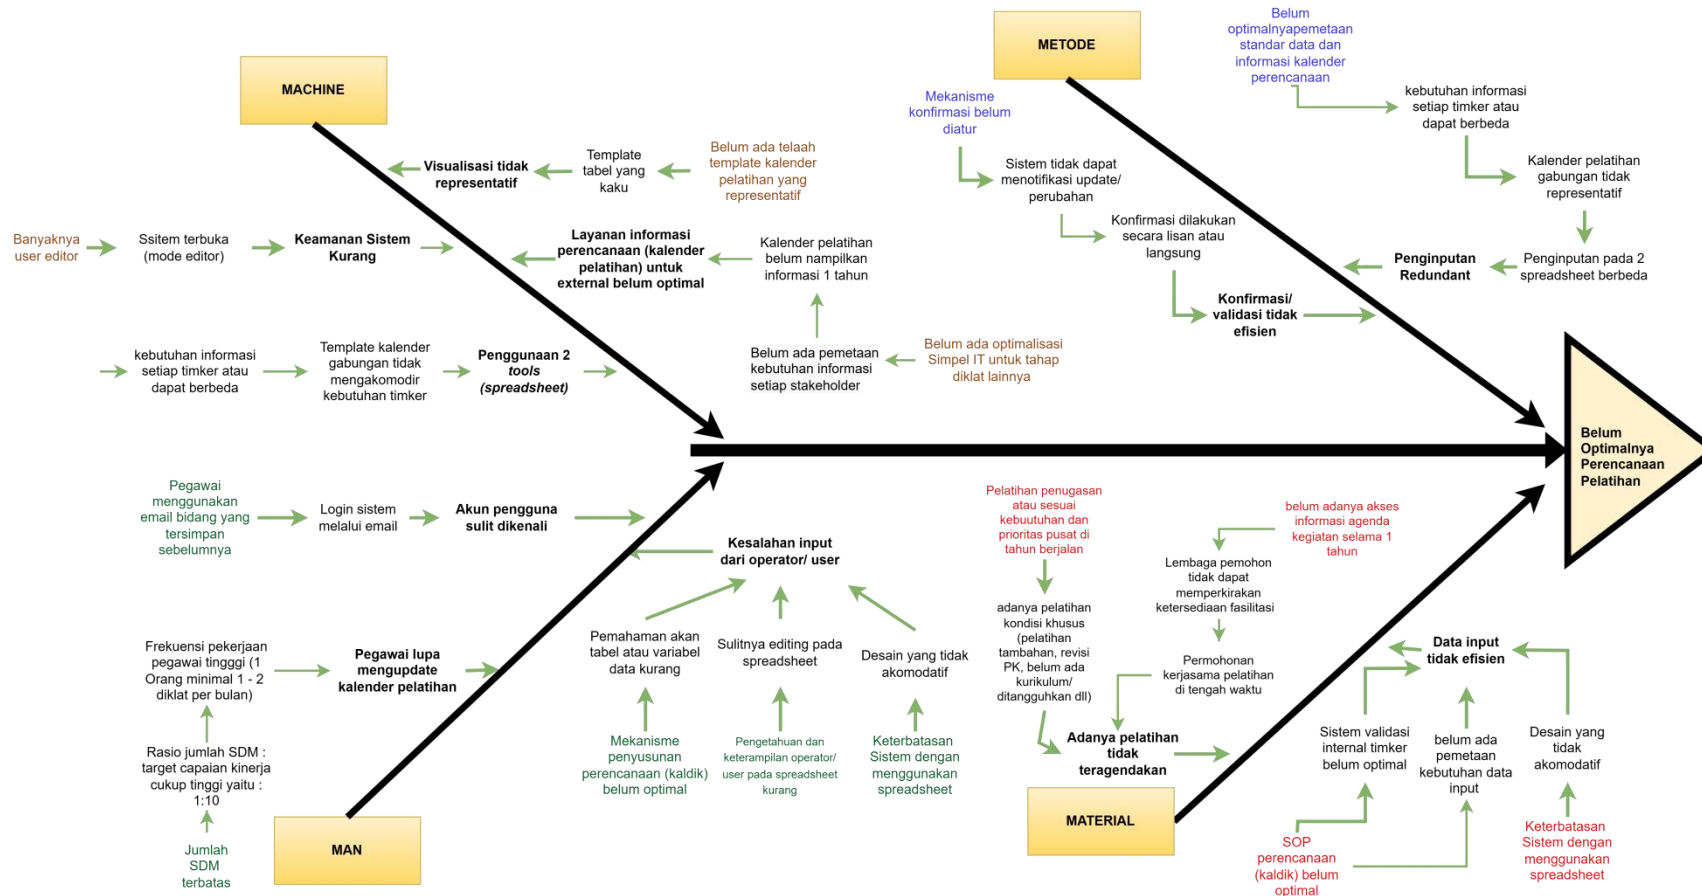 MACHINE
METODE
Belum
optimalnyapemetaan
standar data dan
informasi kalender
perencanaan
Mekanisme
konfirmasi belum
diatur
kebutuhan informasi
setiap timker atau
dapat berbeda
Visualisasi tidak
representatif
Template
tabel yang
kaku
Belum ada telaah
template kalender
pelatihan yang
representatif
Sistem tidak dapat
menotifikasi update/
perubahan
Kalender pelatihan
gabungan tidak
representatif
Banyaknya
user editor
Ssitem terbuka
(mode editor)
Keamanan Sistem
Kurang
Layanan informasi
perencanaan (kalender
pelatihan) untuk
external belum optimal
Kalender pelatihan
belum nampilkan
informasi 1 tahun
Konfirmasi dilakukan
secara lisan atau
langsung
Penginputan
Redundant
Penginputan pada 2
spreadsheet berbeda
Konfirmasi/
validasi tidak
efisien
kebutuhan informasi
setiap timker atau
dapat berbeda
Template kalender
gabungan tidak
mengakomodir
kebutuhan timker
Penggunaan 2
tools
(spreadsheet)
Belum ada pemetaan
kebutuhan informasi
setiap stakeholder
Belum ada optimalisasi
Simpel IT untuk tahap
diklat lainnya
Belum
Optimalnya
Perencanaan
Pelatihan
Pegawai
menggunakan
email bidang yang
tersimpan
sebelumnya
Login sistem
melalui email
Akun pengguna
sulit dikenali
Kesalahan input
dari operator/ user
Pelatihan penugasan
atau sesuai
kebuutuhan dan
prioritas pusat di
tahun berjalan
belum adanya akses
informasi agenda
kegiatan selama 1
tahun
Lembaga pemohon
tidak dapat
memperkirakan
ketersediaan fasilitasi
adanya pelatihan
kondisi khusus
(pelatihan
tambahan, revisi
PK, belum ada
kurikulum/
ditangguhkan dll)
Frekuensi pekerjaan
pegawai tingggi (1
Orang minimal 1 - 2
diklat per bulan)
Pegawai lupa
mengupdate
kalender pelatihan
Pemahaman akan
tabel atau variabel
data kurang
Sulitnya editing pada
spreadsheet
Desain yang tidak
akomodatif
Permohonan
kerjasama pelatihan
di tengah waktu
Data input
tidak efisien
Rasio jumlah SDM :
target capaian kinerja
cukup tinggi yaitu :
1:10
Mekanisme
penyusunan
perencanaan (kaldik)
belum optimal
Pengetahuan dan
keterampilan operator/
user pada spreadsheet
kurang
Keterbatasan
Sistem dengan
menggunakan
spreadsheet
Adanya pelatihan
tidak
teragendakan
Sistem validasi
internal timker
belum optimal
belum ada
pemetaan
kebutuhan data
input
Desain yang
tidak
akomodatif
Jumlah
SDM
terbatas
MAN
MATERIAL
SOP
perencanaan
(kaldik) belum
optimal
Keterbatasan
Sistem dengan
menggunakan
spreadsheet